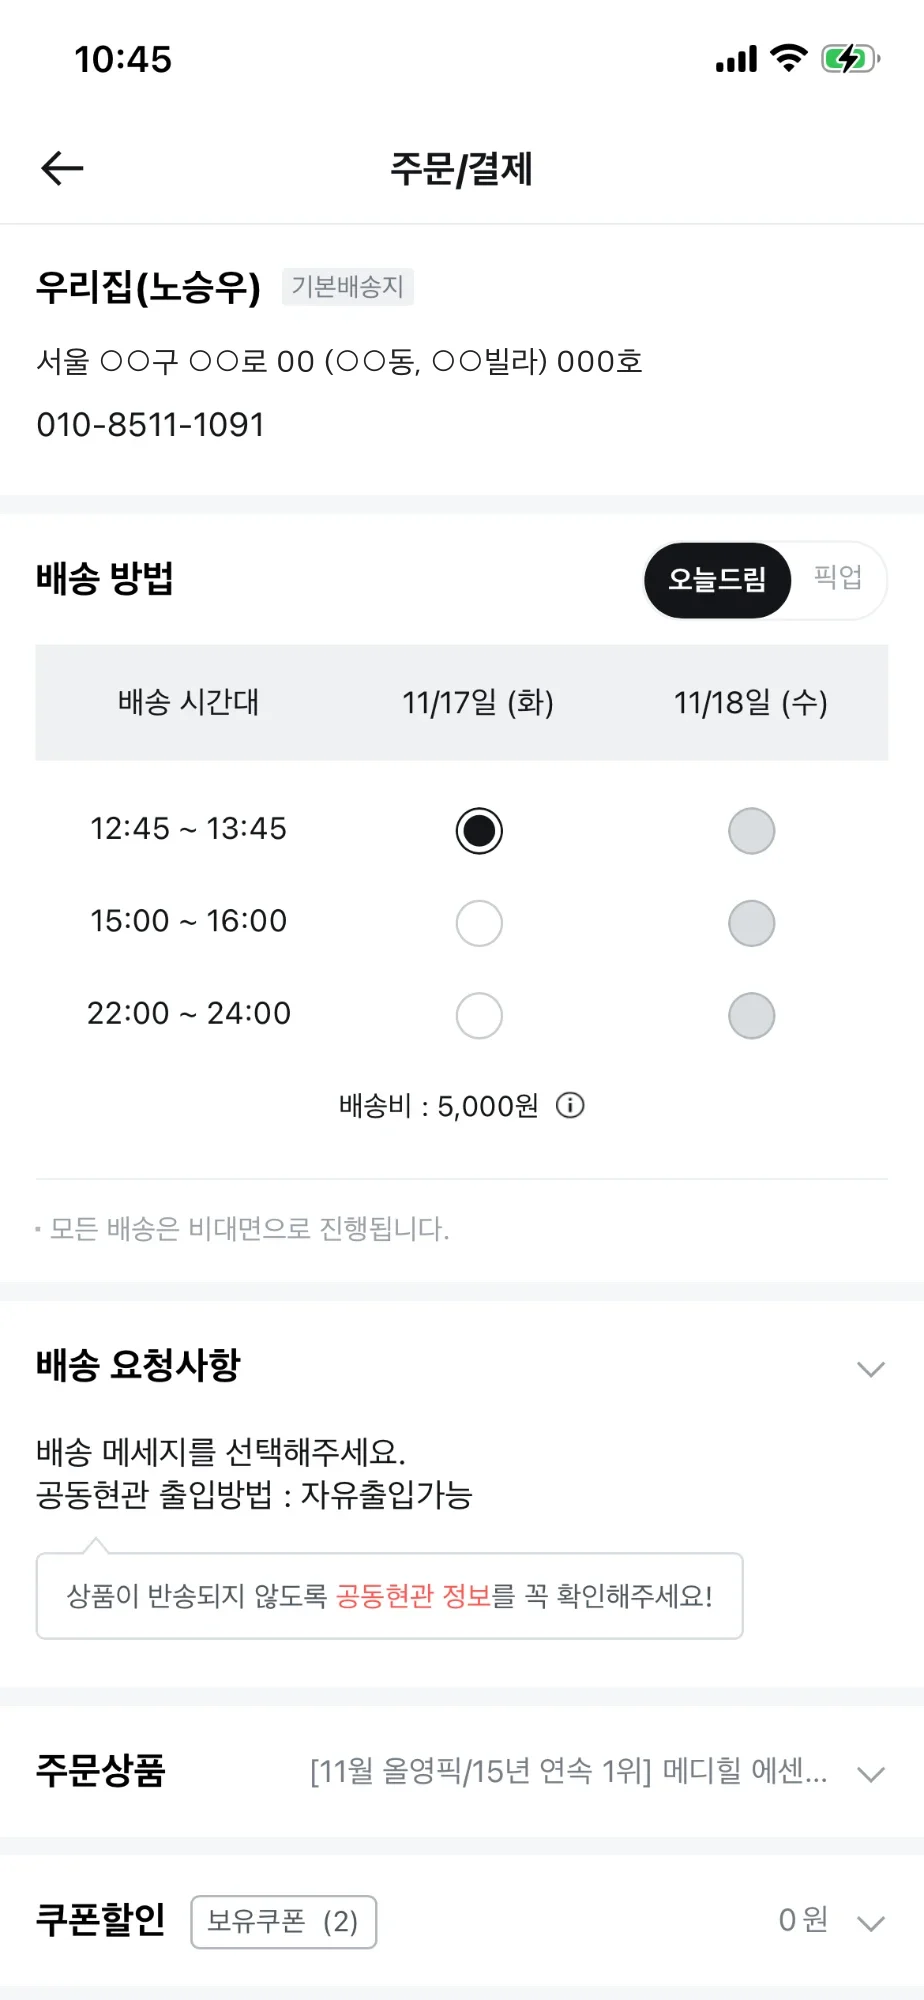 10:45
주문/결제
우리집(노승우) 기본배송지
서울 ○○구 ○○로 00 (○○동, ○○빌라) 000호
010-8511-1091
배송 방법 오늘드림 픽업
배송 시간대 11/17일 (화) 11/18일 (수)
12:45 ~ 13:45
15:00 ~ 16:00
22:00 ~ 24:00
배송비 : 5,000원
· 모든 배송은 비대면으로 진행됩니다.
배송 요청사항
배송 메세지를 선택해주세요.
공동현관 출입방법 : 자유출입가능
상품이 반송되지 않도록 공동현관 정보를 꼭 확인해주세요!
주문상품 [11월 올영픽/15년 연속 1위] 메디힐 에센...
쿠폰할인 보유쿠폰 (2) 0원